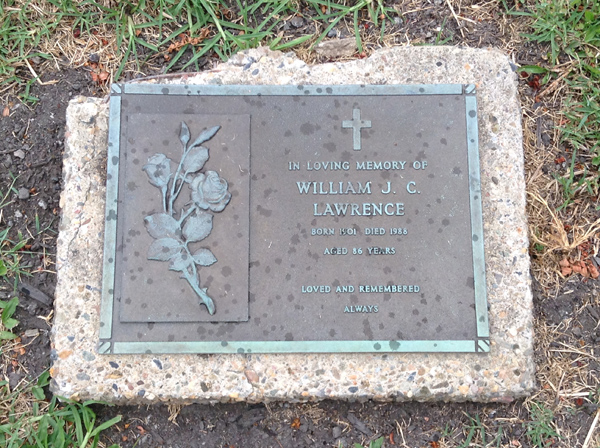 IN LOVING MEMORY OF
WILLIAM J. C.
LAWRENCE
BORN 1901 DIED 1988
AGED 86 YEARS
LOVED AND REMEMBERED
ALWAYS